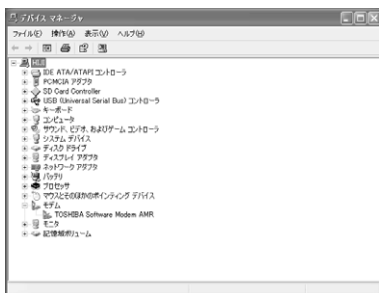 デバイス マネージャ
ファイル(F) 操作(A) 表示(V) ヘルプ(H)
IDE ATA/ATAPI コントローラ
PCMCIA アダプタ
SD Card Controller
USB (Universal Serial Bus) コントローラ
キーボード
コンピュータ
サウンド、ビデオ、およびゲーム コントローラ
システム デバイス
ディスク ドライブ
ディスプレイ アダプタ
ネットワーク アダプタ
バッテリ
プロセッサ
マウスとそのほかのポインティング デバイス
モデム
TOSHIBA Software Modem AMR
モニタ
記憶域ボリューム